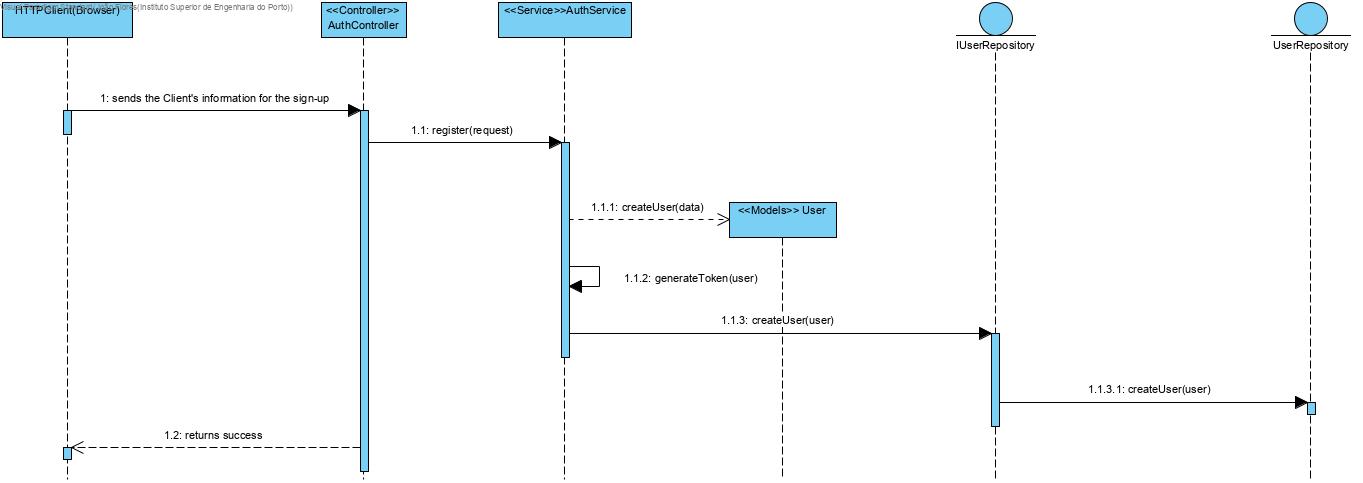 HTTPClient(Browser)
(Instituto Superior de Engenharia do Porto))
<<Controller>>
AuthController
<<Service>>AuthService
IUserRepository
UserRepository
1: sends the Client's information for the sign-up
1.1: register(request)
1.1.1: createUser(data)
<<Models>> User
1.1.2: generateToken(user)
1.1.3: createUser(user)
1.1.3.1: createUser(user)
1.2: returns success